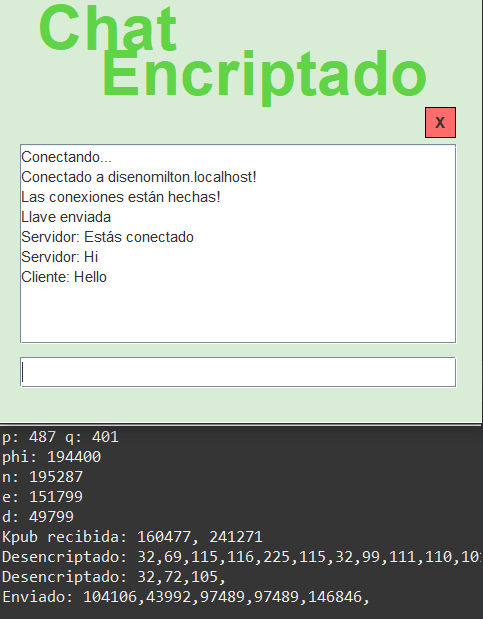 Chat
Encriptado
X
Conectando...
Conectado a disenomilton.localhost!
Las conexiones están hechas!
Llave enviada
Servidor: Estás conectado
Servidor: Hi
Cliente: Hello
p: 487 q: 401
phi: 194400
n: 195287
e: 151799
d: 49799
Kpub recibida: 160477, 241271
Desencriptado: 32,69,115,116,225,115,32,99,111,110,10
Desencriptado: 32,72,105,
Enviado: 104106,43992,97489,97489,146846,